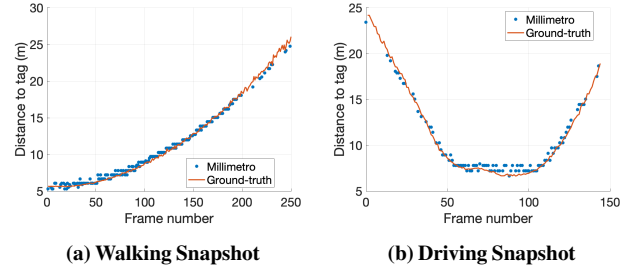 30
25
20
15
10
5
Distance to tag (m)
Millimetro
Ground-truth
0
50
100
150
200
250
Frame number
(a) Walking Snapshot
25
20
15
10
5
Distance to tag (m)
Millimetro
Ground-truth
0
50
100
150
Frame number
(b) Driving Snapshot